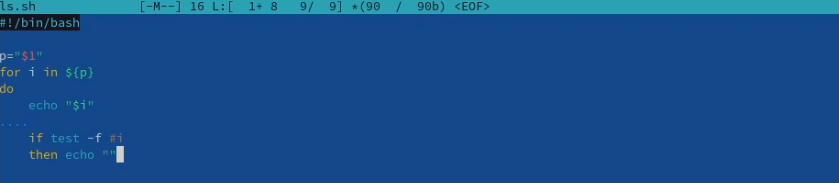 ls.sh [-M--] 16 L:[ 1+ 8 9/ 9] *(90 / 90b) <EOF>
#!/bin/bash
p="$1"
for i in ${p}
do
echo "$i"
....
if test -f #i
then echo ""